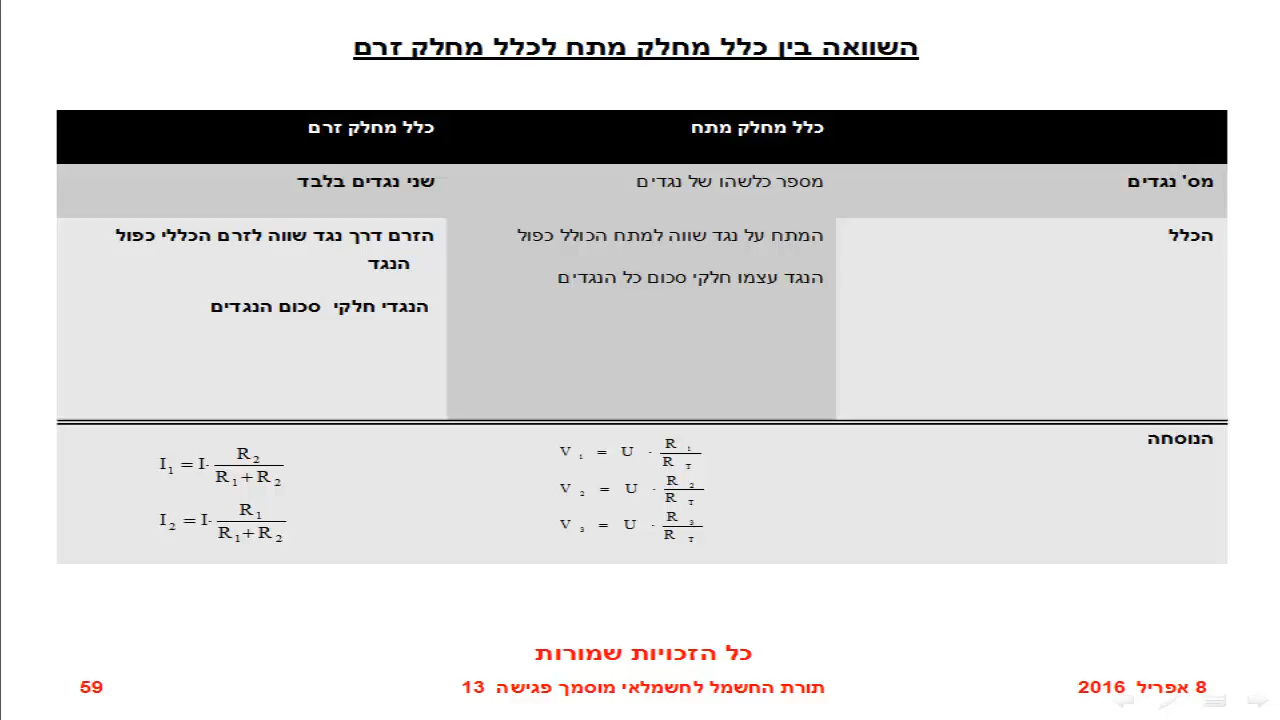 השוואה בין כלל מחלק מתח לכלל מחלק זרם
כלל מחלק מתח כלל מחלק זרם
מס' נגדים מספר כלשהו של נגדים שני נגדים בלבד
הכלל המתח על נגד שווה למתח הכולל כפול הזרם דרך נגד שווה לזרם הכללי כפול
הנגד
הנגד עצמו חלקי סכום כל הנגדים
הנגדי חלקי סכום הנגדים
הנוסחה
V₁ = U · R₁ / R_T
V₂ = U · R₂ / R_T
V₃ = U · R₃ / R_T
I₁ = I · R₂ / (R₁ + R₂)
I₂ = I · R₁ / (R₁ + R₂)
כל הזכויות שמורות
8 אפריל 2016 תורת החשמל לחשמלאי מוסמך פגישה 13 59